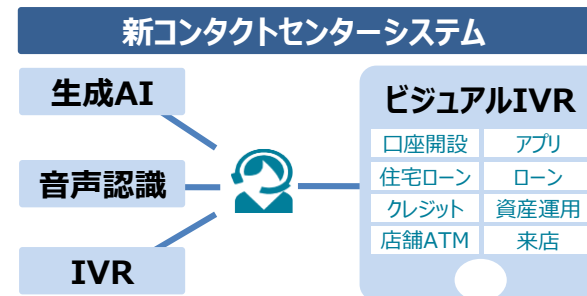 新コンタクトセンターシステム
生成AI
音声認識
IVR
ビジュアルIVR
口座開設 アプリ
住宅ローン ローン
クレジット 資産運用
店舗ATM 来店